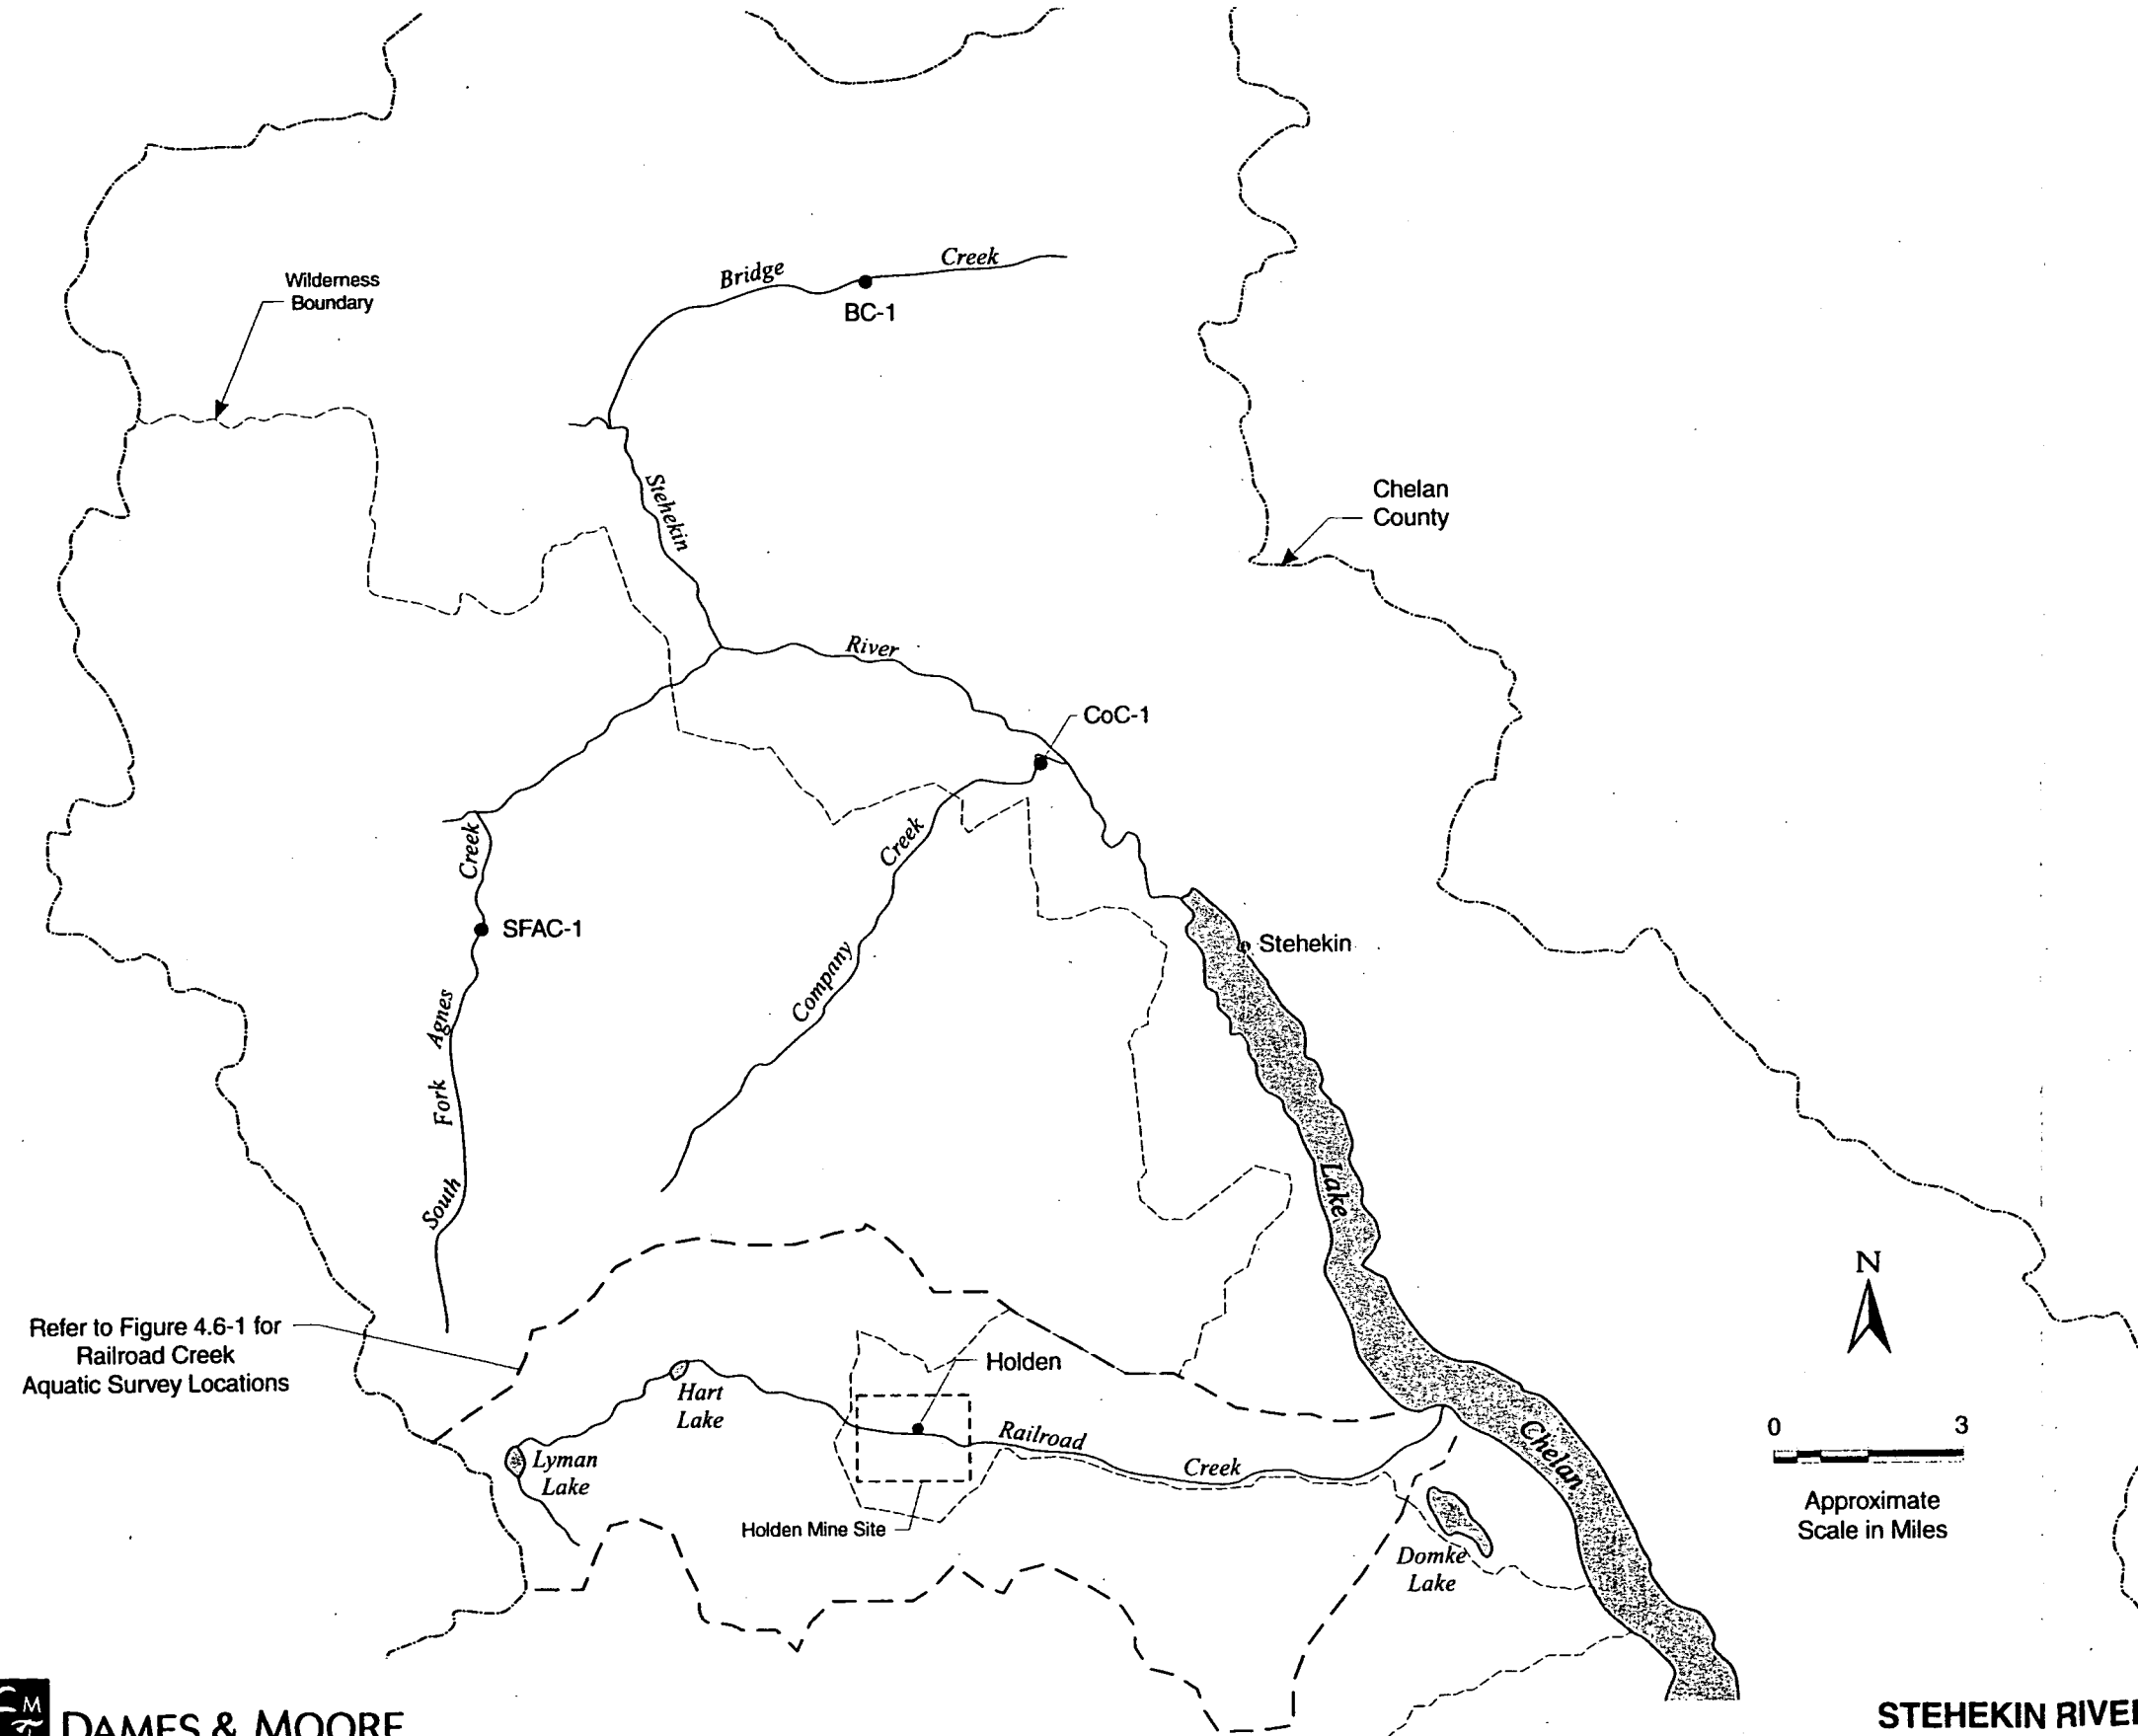 Bridge Creek
BC-1
Wilderness
Boundary
Stehekin
River
Chelan
County
CoC-1
Creek
SFAC-1
Creek
Stehekin
Company
Agnes
Fork
South
Lake
N
Refer to Figure 4.6-1 for
Railroad Creek
Aquatic Survey Locations
Holden
Hart
Lake
0 3
Railroad
Creek
Chelan
Lyman
Lake
Approximate
Scale in Miles
Holden Mine Site
Domke
Lake
M
DAMES & MOORE
STEHEKIN RIVER